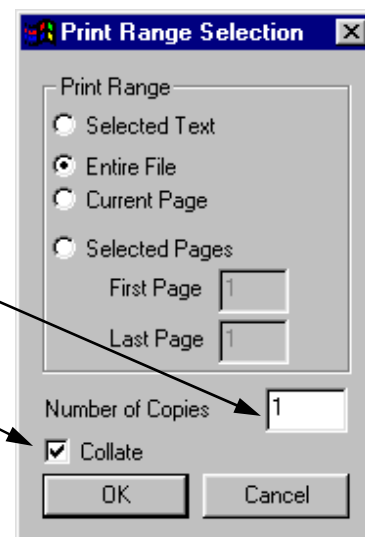 Print Range Selection
Print Range
Selected Text
Entire File
Current Page
Selected Pages
First Page 1
Last Page 1
Number of Copies 1
Collate
OK Cancel